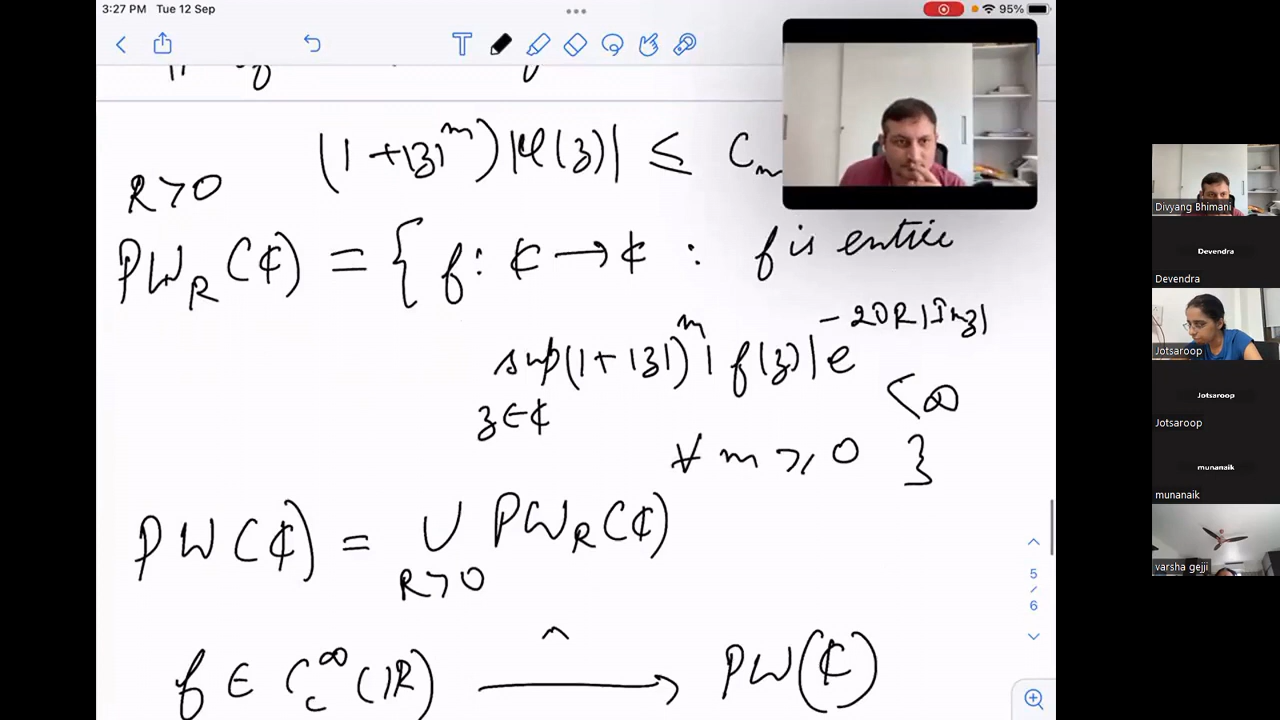 3:27 PM Tue 12 Sep
95%
(1 + |z|^m) |φ(z)| ≤ C_m
R > 0
PW_R (ℂ) = { f : ℂ → ℂ : f is entire
sup (1 + |z|)^m | f(z) | e^{-2πR |Im z|}
z ∈ ℂ
< ∞
∀ m ≥ 0 }
PW (ℂ) = ∪ PW_R (ℂ)
R > 0
^
f ∈ C_c^∞ (ℝ) ⟶ PW (ℂ)
5
/
6
Divyang Bhimani
Devendra
Devendra
Jotsaroop
Jotsaroop
Jotsaroop
munanaik
munanaik
varsha gejji